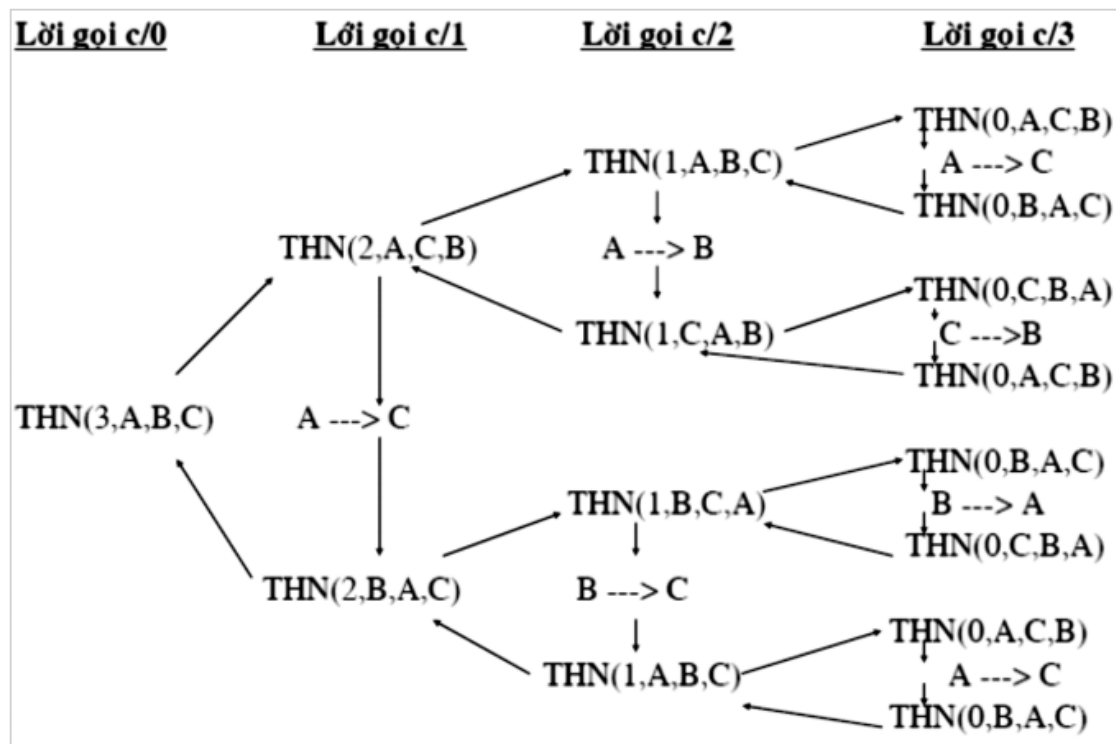 Lời gọi c/0 Lới gọi c/1 Lời gọi c/2 Lời gọi c/3
THN(0,A,C,B)
THN(1,A,B,C) A ---> C
THN(0,B,A,C)
THN(2,A,C,B) A ---> B
THN(0,C,B,A)
THN(1,C,A,B) C --->B
THN(0,A,C,B)
THN(3,A,B,C) A ---> C
THN(0,B,A,C)
THN(1,B,C,A) B ---> A
THN(0,C,B,A)
THN(2,B,A,C) B ---> C
THN(0,A,C,B)
THN(1,A,B,C) A ---> C
THN(0,B,A,C)